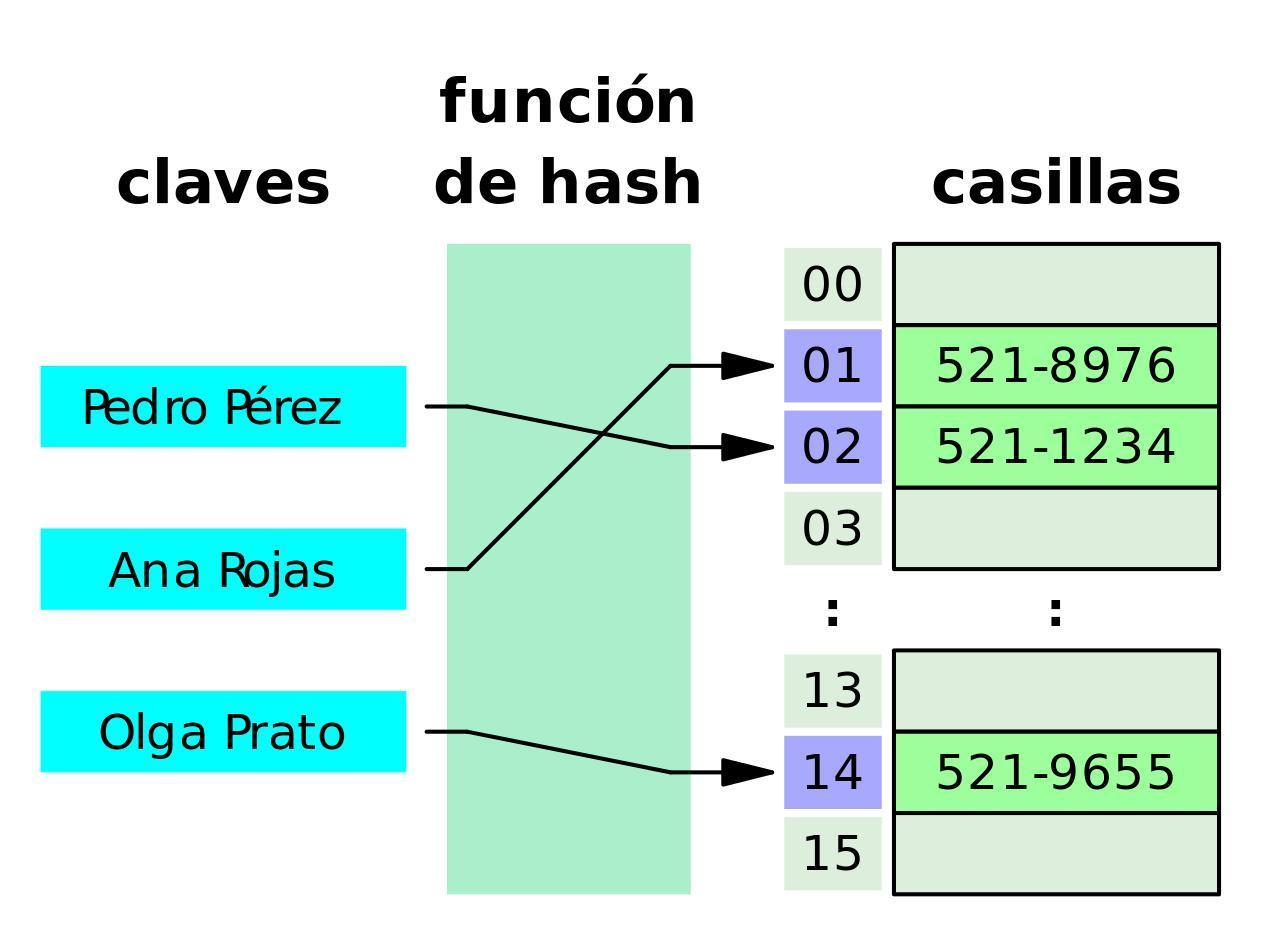 función
claves de hash casillas
00
01 521-8976
Pedro Pérez
02 521-1234
03
Ana Rojas
: :
13
Olga Prato
14 521-9655
15